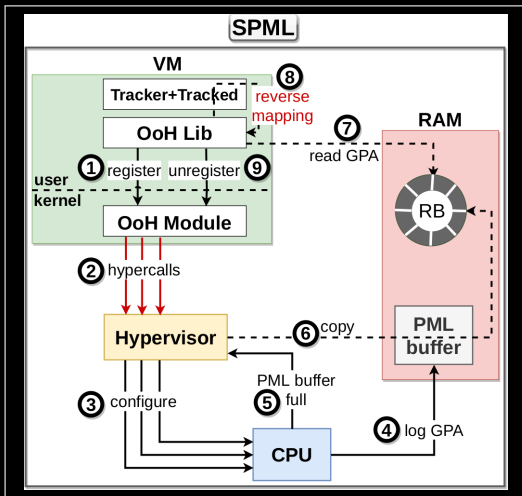 SPML
VM
Tracker+Tracked
8
reverse
mapping
OoH Lib
7
RAM
read GPA
1 register unregister 9
user
kernel
RB
OoH Module
2 hypercalls
Hypervisor
6 copy
PML
buffer
PML buffer
full
5
3 configure
4 log GPA
CPU